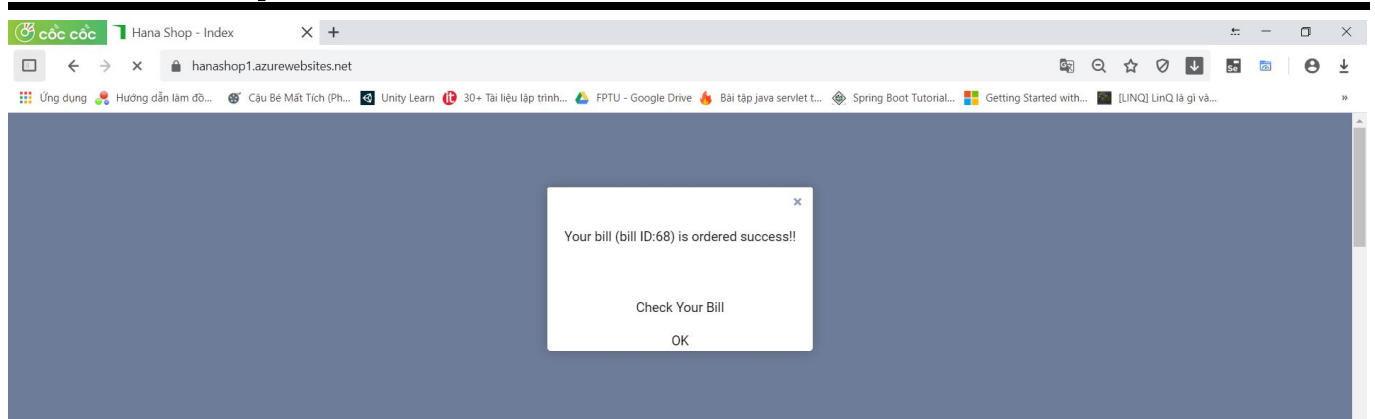 cốc cốc Hana Shop - Index
hanashop1.azurewebsites.net Se
Ứng dụng Hướng dẫn làm đồ... Cậu Bé Mất Tích (Ph... Unity Learn 30+ Tài liệu lập trình... FPTU - Google Drive Bài tập java servlet t... Spring Boot Tutorial... Getting Started with... [LINQ] LinQ là gì và... »
Your bill (bill ID:68) is ordered success!!
Check Your Bill
OK